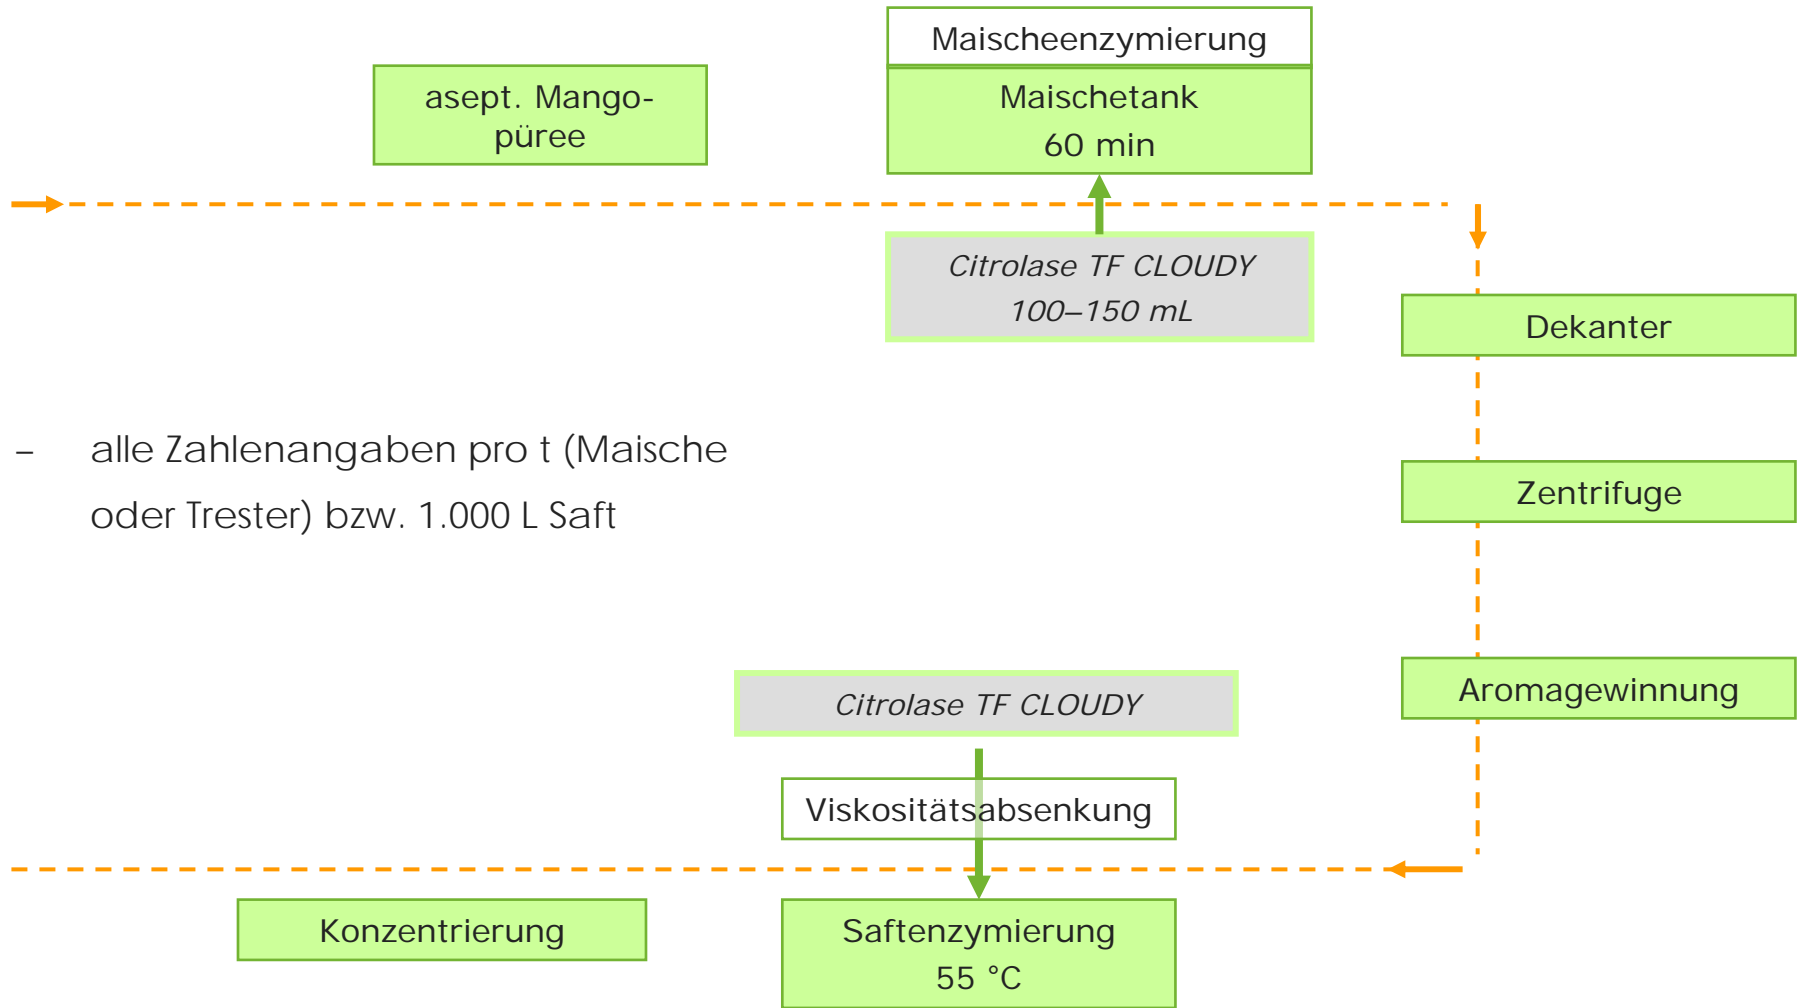 Maischeenzymierung
asept. Mango-
püree
Maischetank
60 min
Citrolase TF CLOUDY
100–150 mL
Dekanter
– alle Zahlenangaben pro t (Maische
oder Trester) bzw. 1.000 L Saft
Zentrifuge
Aromagewinnung
Citrolase TF CLOUDY
Viskositätsabsenkung
Konzentrierung
Saftenzymierung
55 °C